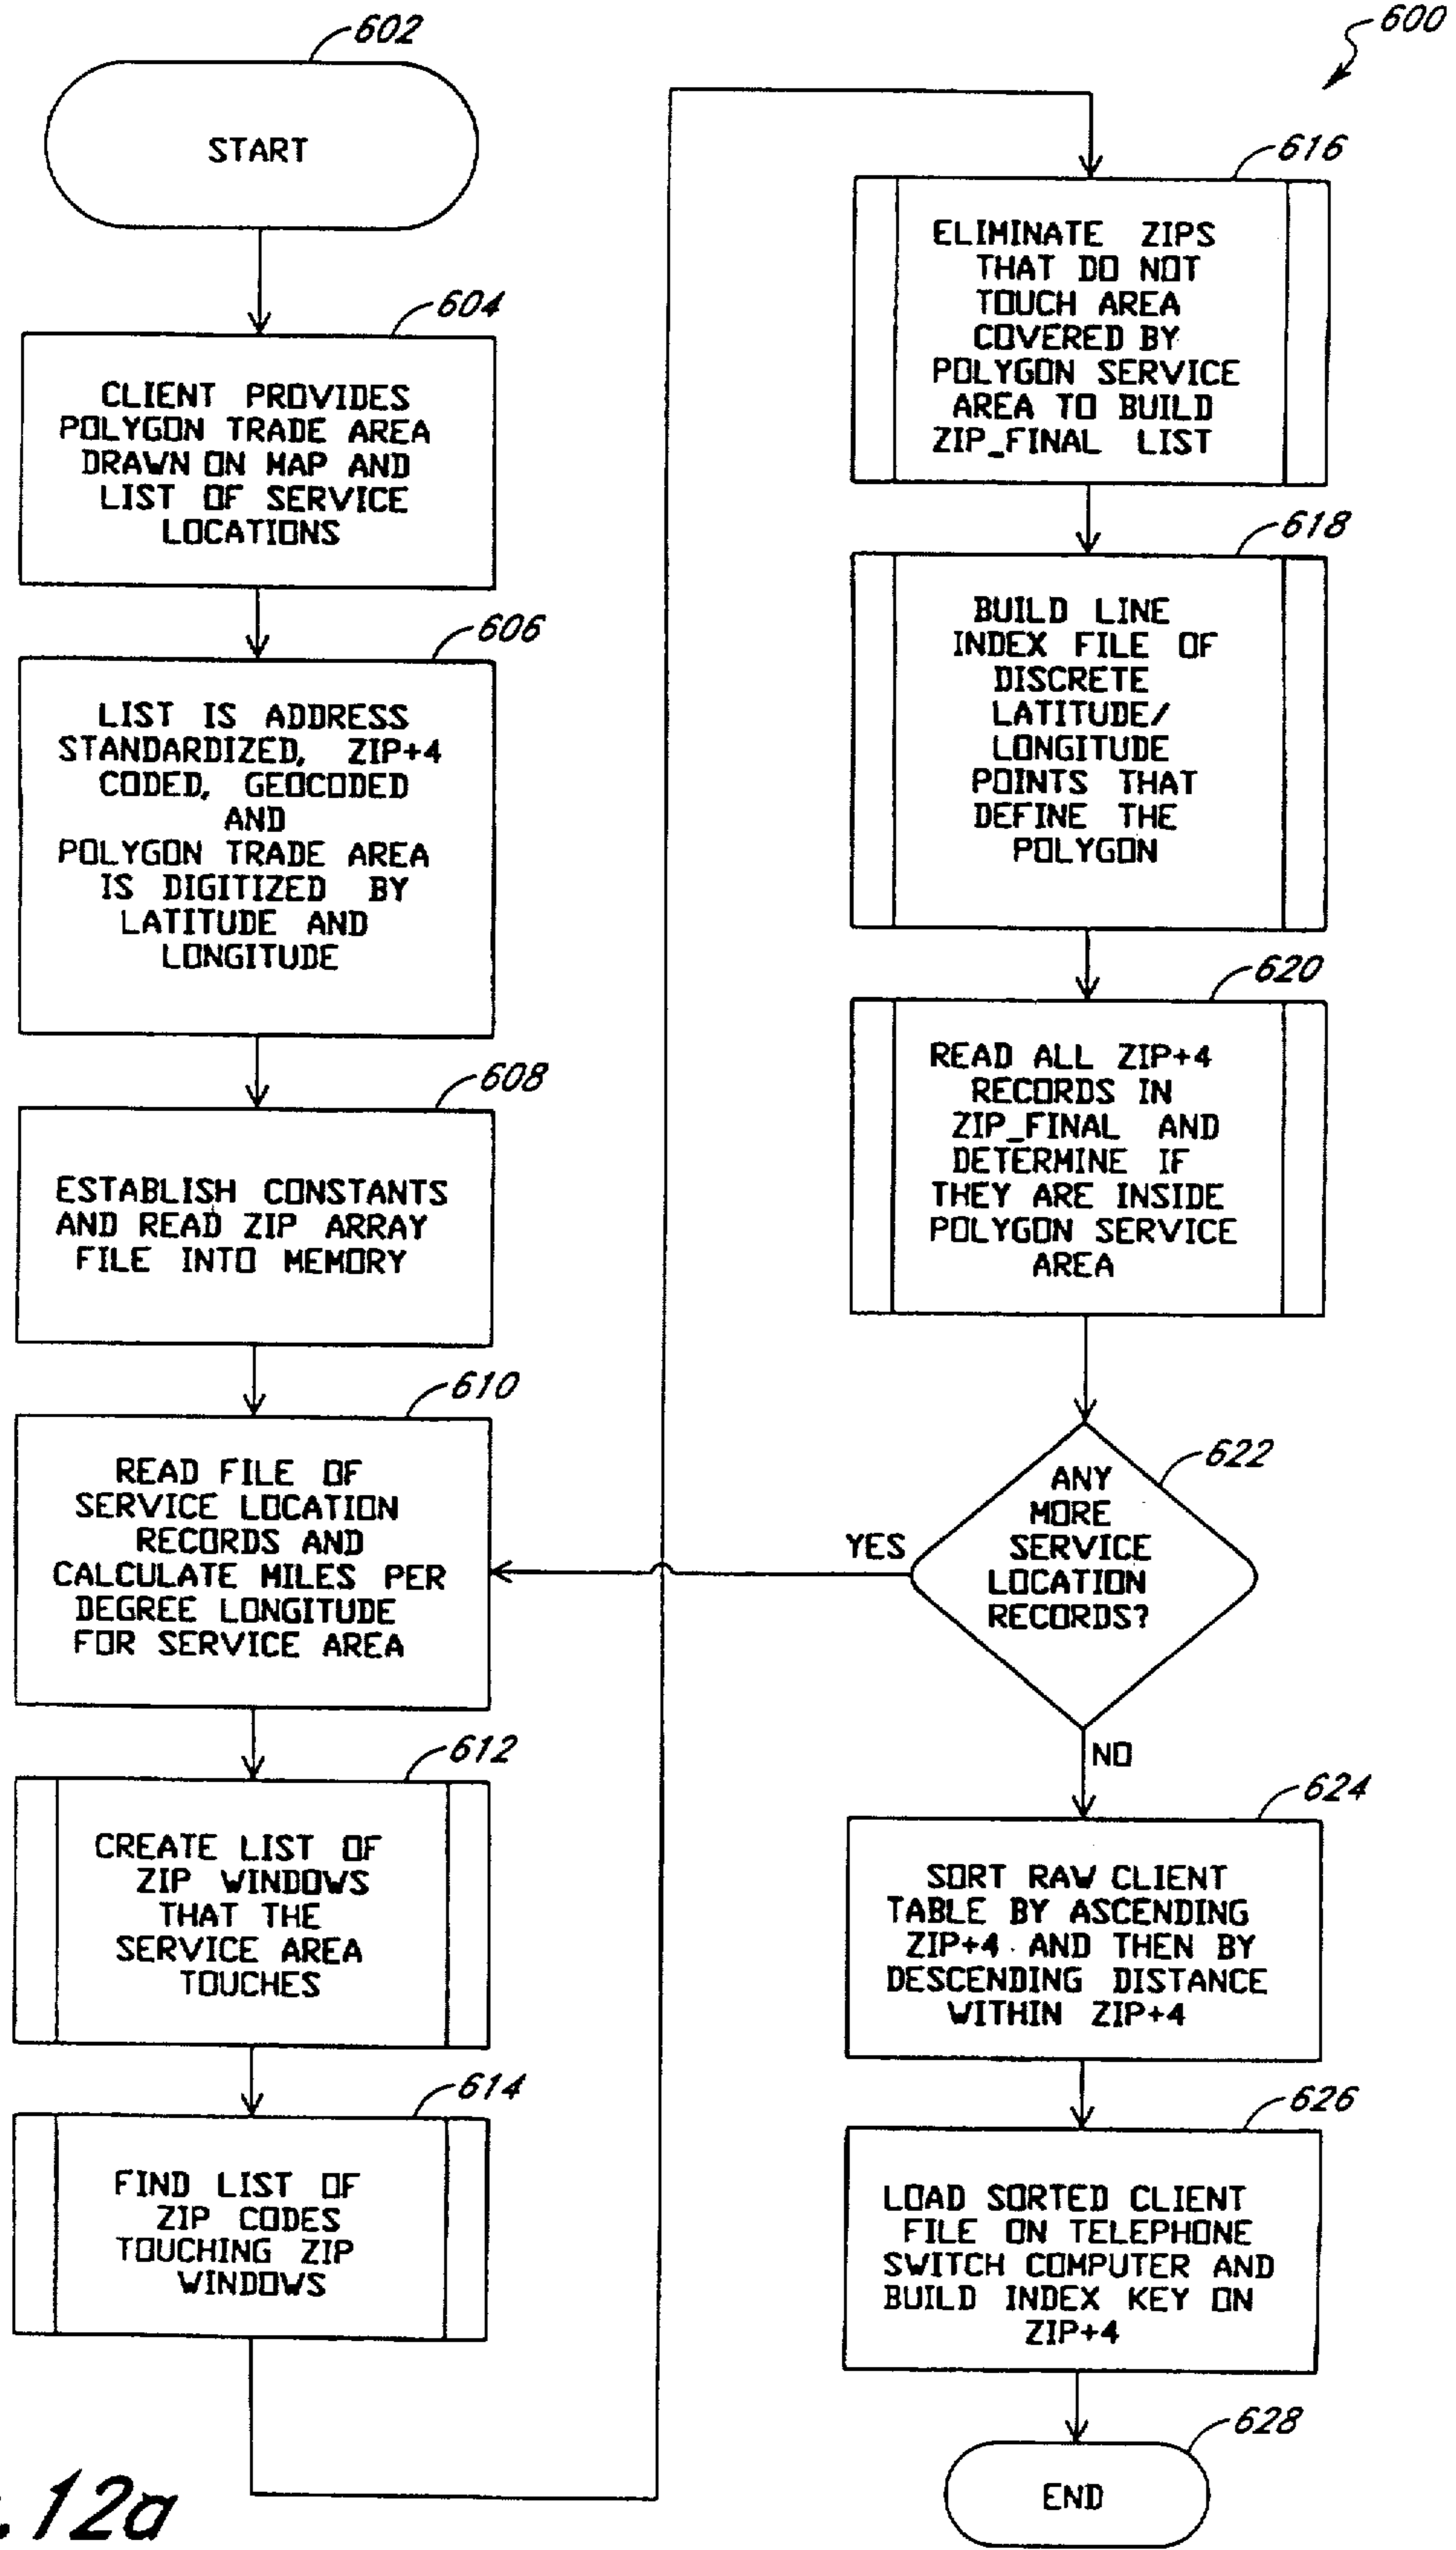 602
START
604
CLIENT PROVIDES
POLYGON TRADE AREA
DRAWN ON MAP AND
LIST OF SERVICE
LOCATIONS
606
LIST IS ADDRESS
STANDARDIZED, ZIP+4
CODED, GEOCODED
AND
POLYGON TRADE AREA
IS DIGITIZED BY
LATITUDE AND
LONGITUDE
608
ESTABLISH CONSTANTS
AND READ ZIP ARRAY
FILE INTO MEMORY
610
READ FILE OF
SERVICE LOCATION
RECORDS AND
CALCULATE MILES PER
DEGREE LONGITUDE
FOR SERVICE AREA
612
CREATE LIST OF
ZIP WINDOWS
THAT THE
SERVICE AREA
TOUCHES
614
FIND LIST OF
ZIP CODES
TOUCHING ZIP
WINDOWS
600
616
ELIMINATE ZIPS
THAT DO NOT
TOUCH AREA
COVERED BY
POLYGON SERVICE
AREA TO BUILD
ZIP_FINAL LIST
618
BUILD LINE
INDEX FILE OF
DISCRETE
LATITUDE/
LONGITUDE
POINTS THAT
DEFINE THE
POLYGON
620
READ ALL ZIP+4
RECORDS IN
ZIP_FINAL AND
DETERMINE IF
THEY ARE INSIDE
POLYGON SERVICE
AREA
622
ANY
MORE
SERVICE
LOCATION
RECORDS?
YES
NO
624
SORT RAW CLIENT
TABLE BY ASCENDING
ZIP+4 AND THEN BY
DESCENDING DISTANCE
WITHIN ZIP+4
626
LOAD SORTED CLIENT
FILE ON TELEPHONE
SWITCH COMPUTER AND
BUILD INDEX KEY ON
ZIP+4
628
END
.12a